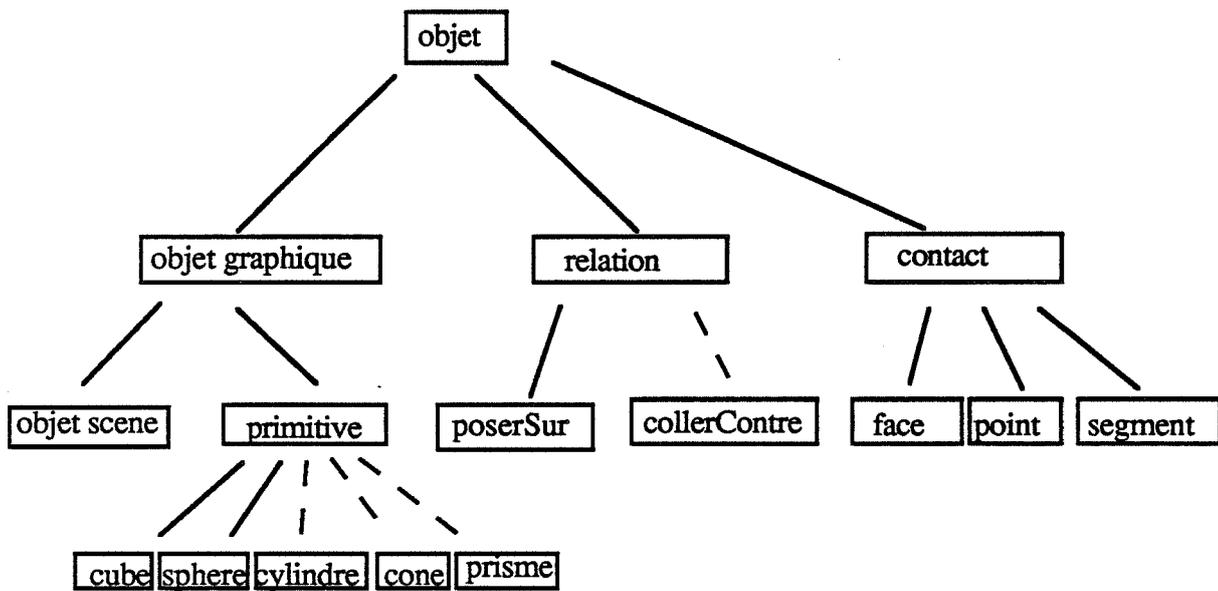 objet
objet graphique
relation
contact
objet scene
primitive
poserSur
collerContre
face
point
segment
cube
sphere
cylindre
cone
prisme